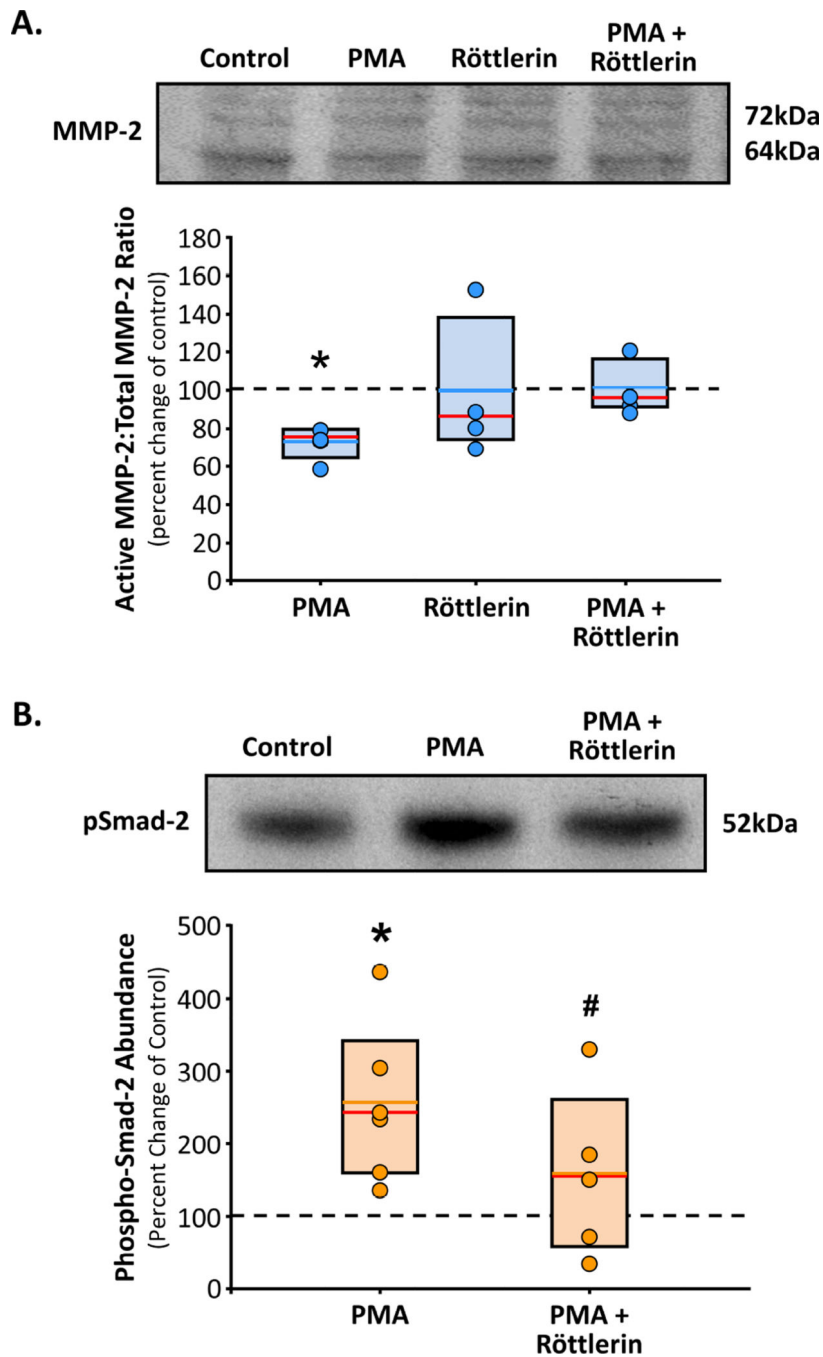 A.
Control PMA Röttlerin PMA +
Röttlerin
MMP-2
72kDa
64kDa
Active MMP-2:Total MMP-2 Ratio
(percent change of control)
180
160
140
120
100
80
60
40
20
0
*
PMA Röttlerin PMA +
Röttlerin
B.
Control PMA PMA +
Röttlerin
pSmad-2
52kDa
Phospho-Smad-2 Abundance
(Percent Change of Control)
500
400
300
200
100
0
*
#
PMA PMA +
Röttlerin